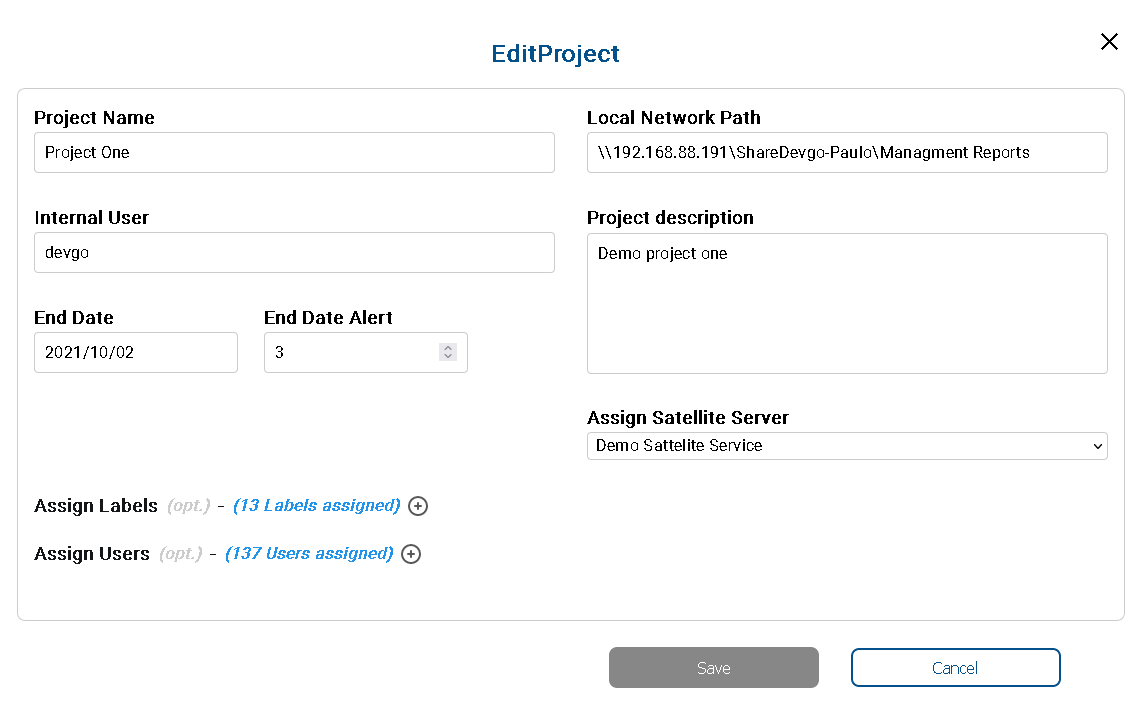 EditProject
Project Name
Project One
Local Network Path
\\192.168.88.191\ShareDevgo-Paulo\Managment Reports
Internal User
devgo
Project description
Demo project one
End Date
2021/10/02
End Date Alert
3
Assign Satellite Server
Demo Sattelite Service
Assign Labels (opt.) - (13 Labels assigned)
Assign Users (opt.) - (137 Users assigned)
Save
Cancel